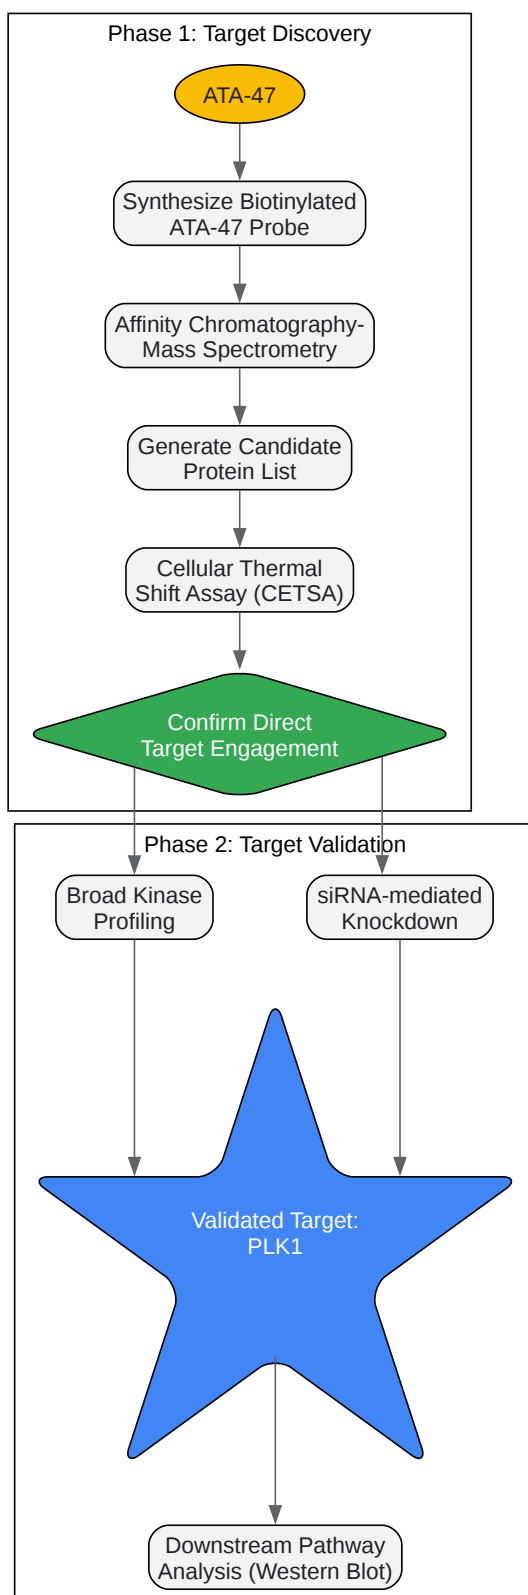 Phase 1: Target Discovery
ATA-47
Synthesize Biotinylated
ATA-47 Probe
Affinity Chromatography-
Mass Spectrometry
Generate Candidate
Protein List
Cellular Thermal
Shift Assay (CETSA)
Confirm Direct
Target Engagement
Phase 2: Target Validation
Broad Kinase
Profiling
siRNA-mediated
Knockdown
Validated Target:
PLK1
Downstream Pathway
Analysis (Western Blot)